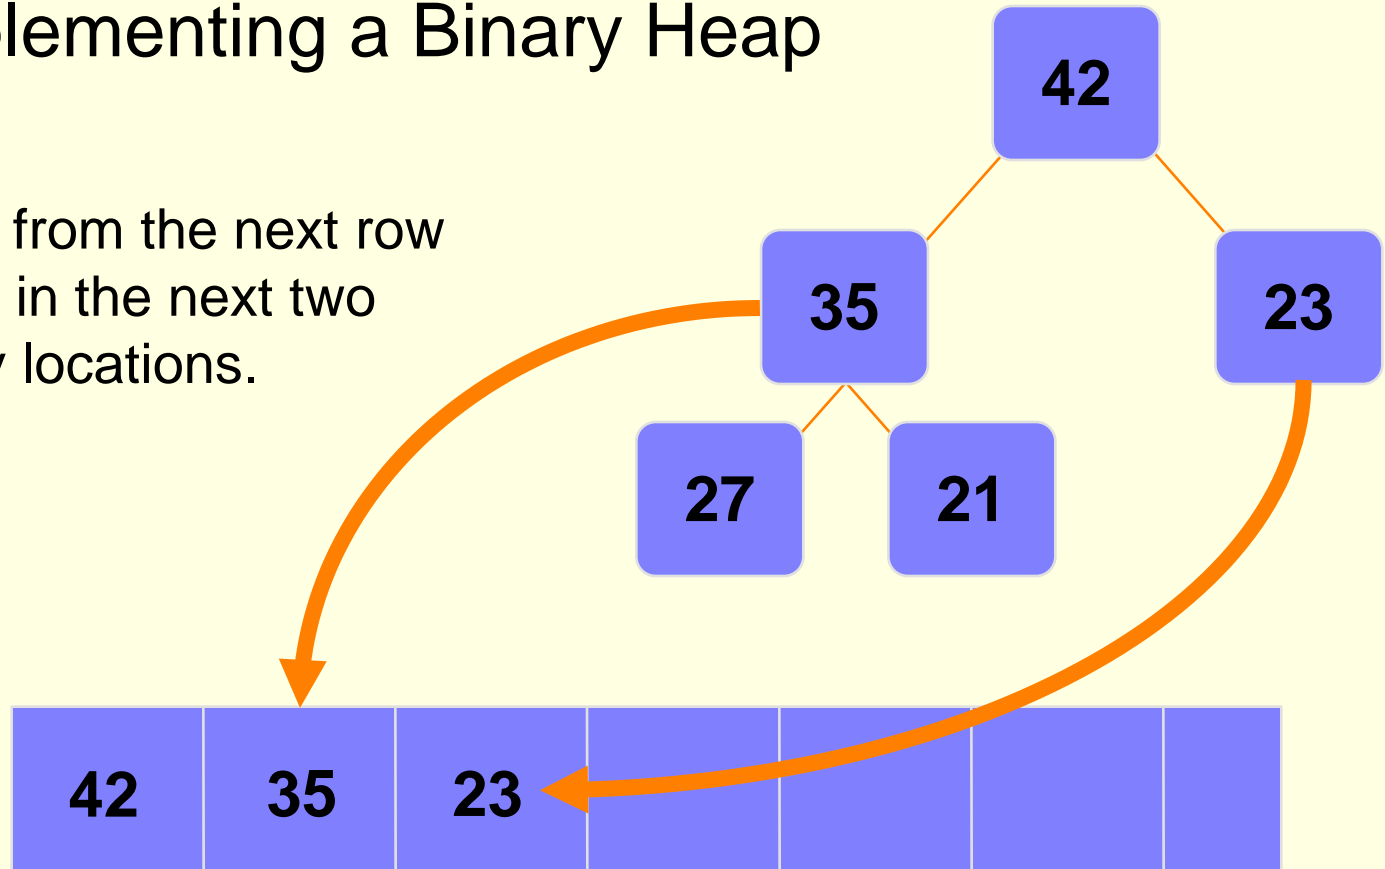 lementing a Binary Heap
42
from the next row
in the next two
locations.
35
23
27
21
42 35 23